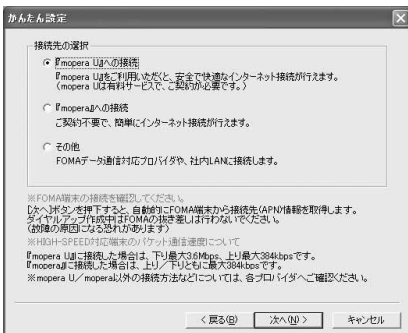 かんたん設定
接続先の選択
『mopera U』への接続
『mopera U』をご利用いただくと、安全で快適なインターネット接続が行えます。
(mopera Uは有料サービスで、ご契約が必要です。)
『mopera』への接続
ご契約不要で、簡単にインターネット接続が行えます。
その他
FOMAデータ通信対応プロバイダや、社内LANに接続します。
※FOMA端末の接続を確認してください。
[次へ]ボタンを押下すると、自動的にFOMA端末から接続先(APN)情報を取得します。
ダイヤルアップ作成中はFOMAの抜き差しは行わないでください。
(故障の原因になる恐れがあります)
※HIGH-SPEED対応端末のパケット通信速度について
『mopera U』に接続した場合は、下り最大3.6Mbps、上り最大384kbpsです。
『mopera』に接続した場合は、上り/下りともに最大384kbpsです。
※mopera U/mopera以外の接続方法などについては、各プロバイダへご確認ください。
< 戻る(B)
次へ(N) >
キャンセル